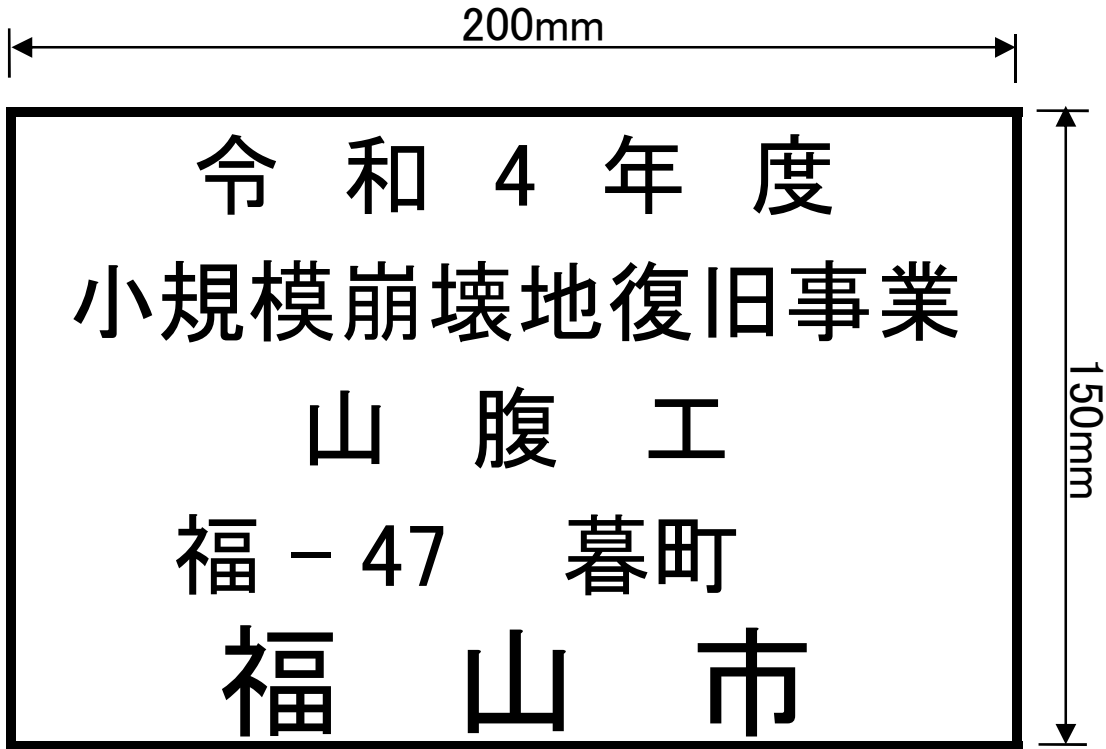 200mm
令和4年度
小規模崩壊地復旧事業
山腹工
福－47　暮町
福山市
150mm